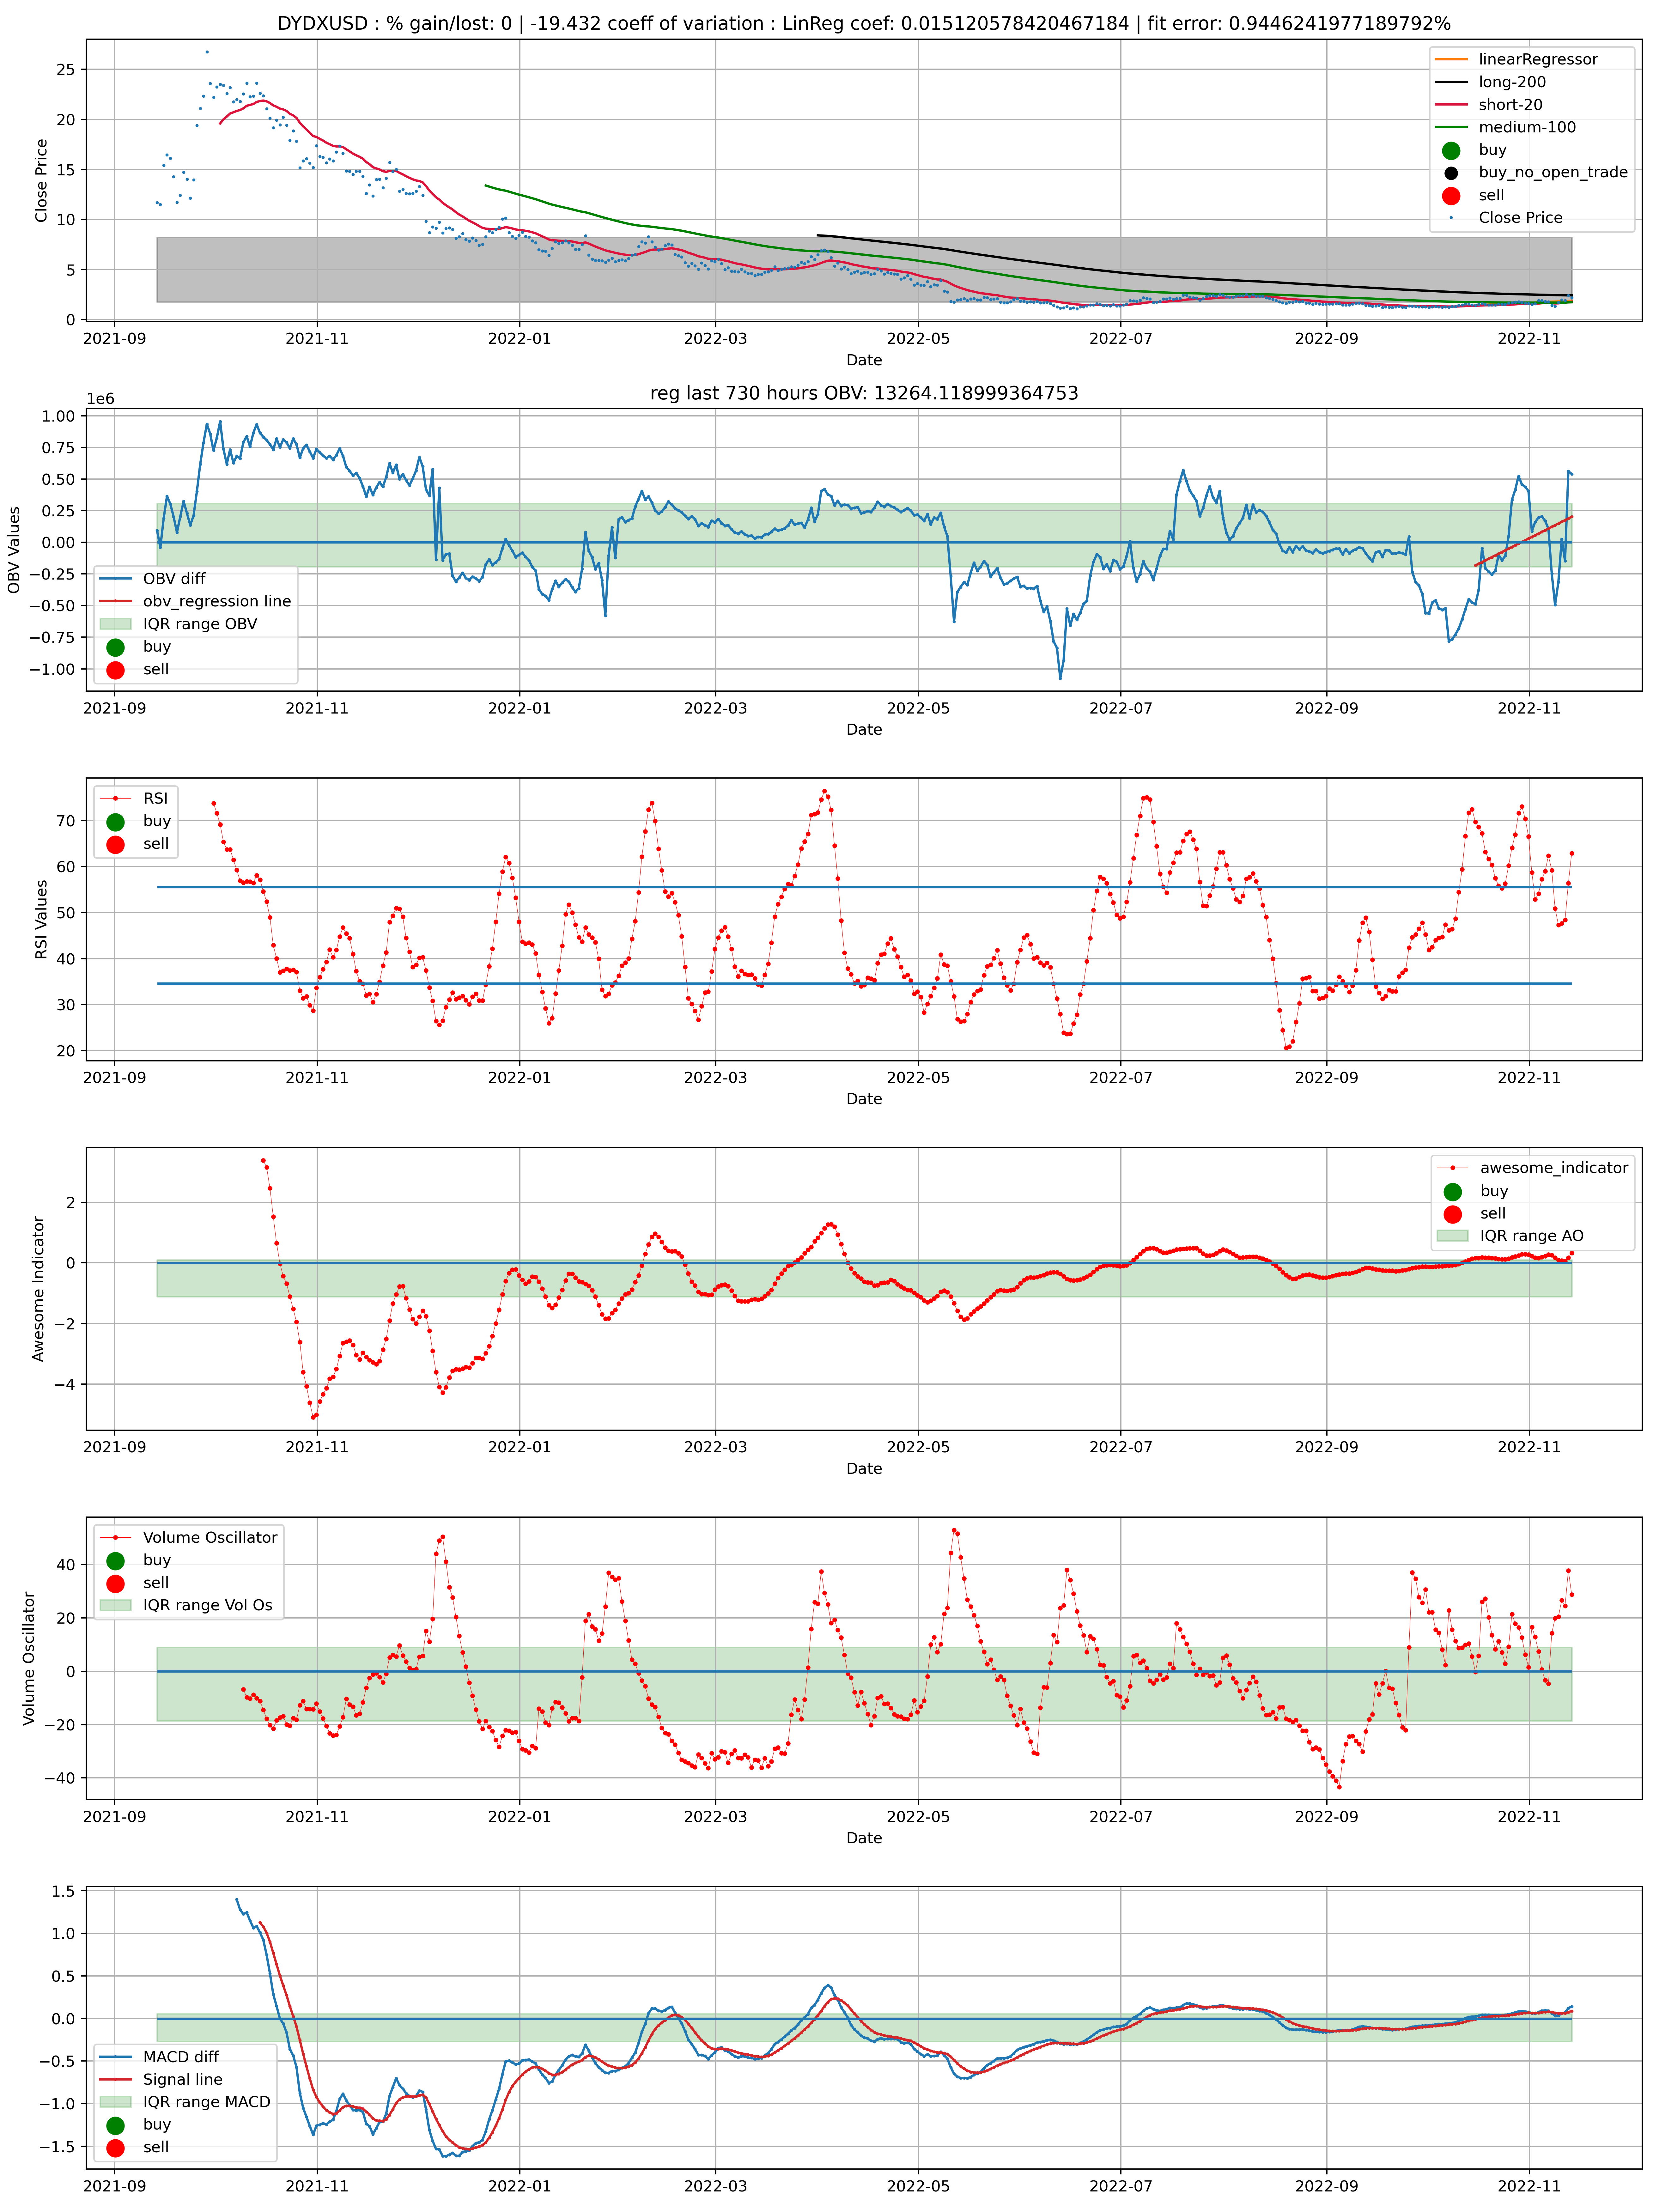 DYDXUSD : % gain/lost: 0 | -19.432 coeff of variation : LinReg coef: 0.015120578420467184 | fit error: 0.9446241977189792%
Close Price
25
20
15
10
5
0
linearRegressor
long-200
short-20
medium-100
buy
buy_no_open_trade
sell
Close Price
2021-09 2021-11 2022-01 2022-03 2022-05 2022-07 2022-09 2022-11
Date
reg last 730 hours OBV: 13264.118999364753
1e6
OBV Values
1.00
0.75
0.50
0.25
0.00
−0.25
−0.50
−0.75
−1.00
OBV diff
obv_regression line
IQR range OBV
buy
sell
2021-09 2021-11 2022-01 2022-03 2022-05 2022-07 2022-09 2022-11
Date
RSI Values
70
60
50
40
30
20
RSI
buy
sell
2021-09 2021-11 2022-01 2022-03 2022-05 2022-07 2022-09 2022-11
Date
Awesome Indicator
2
0
−2
−4
awesome_indicator
buy
sell
IQR range AO
2021-09 2021-11 2022-01 2022-03 2022-05 2022-07 2022-09 2022-11
Date
Volume Oscillator
40
20
0
−20
−40
Volume Oscillator
buy
sell
IQR range Vol Os
2021-09 2021-11 2022-01 2022-03 2022-05 2022-07 2022-09 2022-11
Date
1.5
1.0
0.5
0.0
−0.5
−1.0
−1.5
MACD diff
Signal line
IQR range MACD
buy
sell
2021-09 2021-11 2022-01 2022-03 2022-05 2022-07 2022-09 2022-11